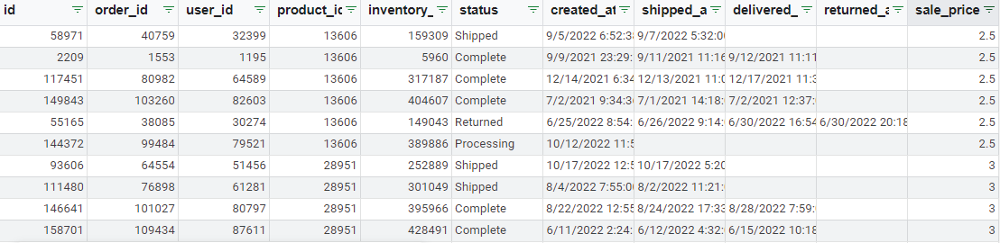 id order_id user_id product_ic inventory_ status created_at shipped_a delivered_ returned_a sale_price
58971 40759 32399 13606 159309 Shipped 9/5/2022 6:52:3 9/7/2022 5:32:0 2.5
2209 1553 1195 13606 5960 Complete 9/9/2021 23:29: 9/11/2021 11:16 9/12/2021 11:11 2.5
117451 80982 64589 13606 317187 Complete 12/14/2021 6:34 12/13/2021 11:0 12/17/2021 11:3 2.5
149843 103260 82603 13606 404607 Complete 7/2/2021 9:34:3 7/1/2021 14:18: 7/2/2021 12:37: 2.5
55165 38085 30274 13606 149043 Returned 6/25/2022 8:54: 6/26/2022 9:14: 6/30/2022 16:54 6/30/2022 20:18 2.5
144372 99484 79521 13606 389886 Processing 10/12/2022 11:5 2.5
93606 64554 51456 28951 252889 Shipped 10/17/2022 12:5 10/17/2022 5:20 3
111480 76898 61281 28951 301049 Shipped 8/4/2022 7:55:0 8/2/2022 11:21: 3
146641 101027 80797 28951 395966 Complete 8/22/2022 12:55 8/24/2022 17:33 8/28/2022 7:59: 3
158701 109434 87611 28951 428491 Complete 6/11/2022 2:24: 6/12/2022 4:32: 6/15/2022 10:18 3